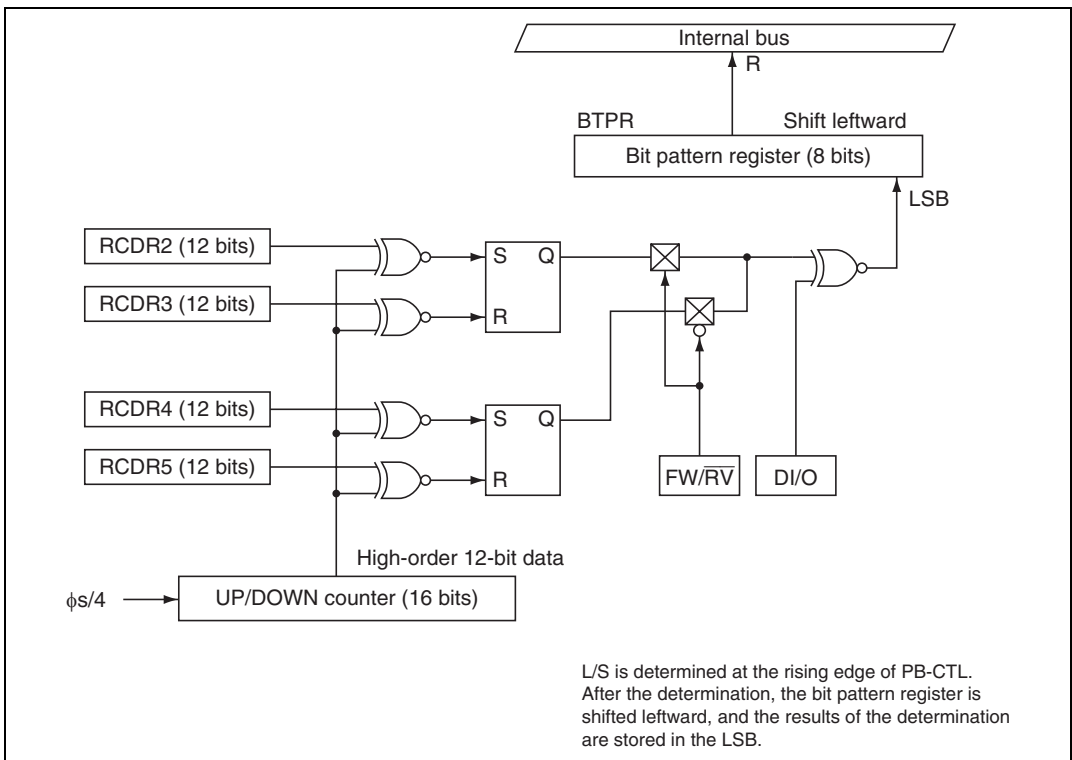 Internal bus
R
BTPR
Shift leftward
Bit pattern register (8 bits)
LSB
RCDR2 (12 bits)
S Q
RCDR3 (12 bits)
R
RCDR4 (12 bits)
S Q
RCDR5 (12 bits)
R
FW/R̅V̅
DI/O
High-order 12-bit data
ϕs/4
UP/DOWN counter (16 bits)
L/S is determined at the rising edge of PB-CTL.
After the determination, the bit pattern register is
shifted leftward, and the results of the determination
are stored in the LSB.